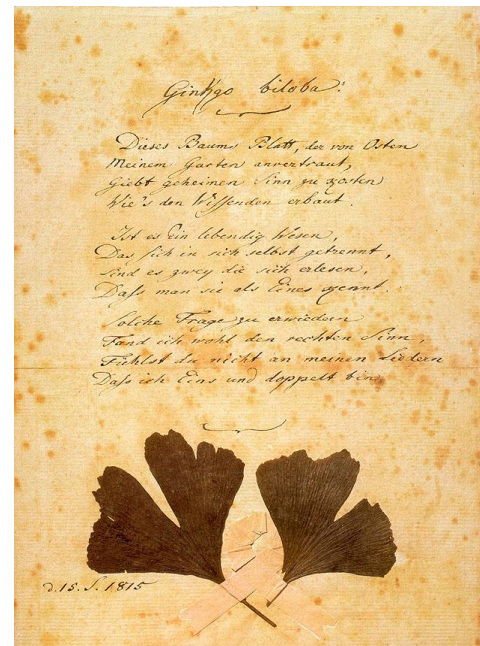 Ginkgo biloba.
Dieses Baums Blatt, der von Osten
Meinem Garten anvertraut,
Giebt geheimen Sinn zu kosten
Wie's den Wissenden erbaut.
Ist es Ein lebendig Wesen,
Das sich in sich selbst getrennt,
Sind es zwey die sich erlesen,
Dass man sie als Eines kennt.
Solche Frage zu erwiedern
Fand ich wohl den rechten Sinn,
Fühlst du nicht an meinen Liedern
Dass ich Eins und doppelt bin.
d. 15. S. 1815